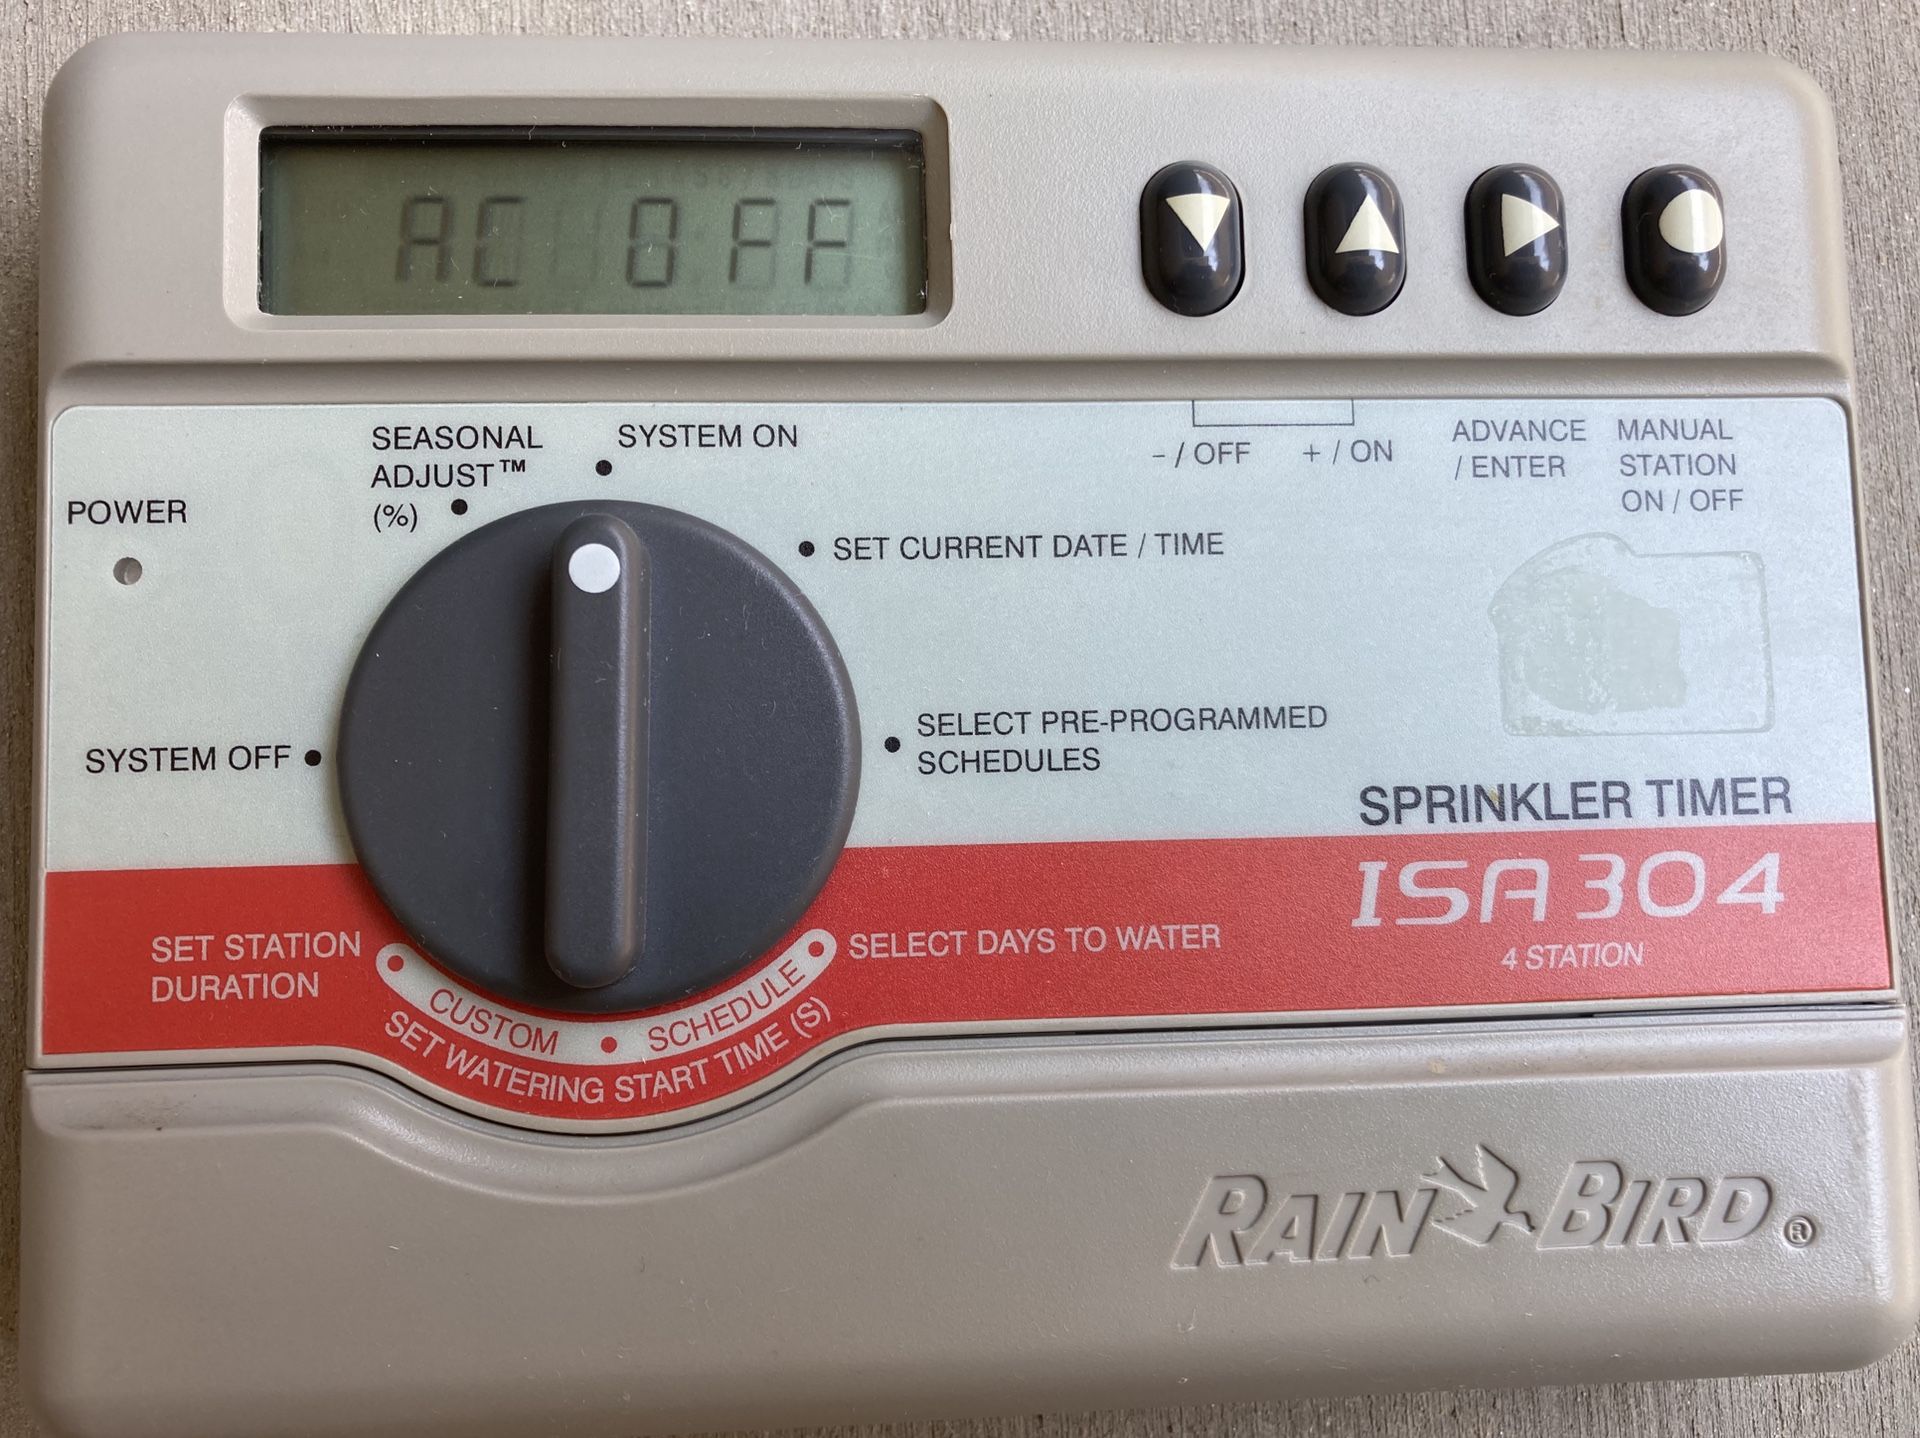 AC OFF
SEASONAL
ADJUST™
(%)
SYSTEM ON
POWER
- / OFF
+ / ON
ADVANCE
/ ENTER
MANUAL
STATION
ON / OFF
SET CURRENT DATE / TIME
SYSTEM OFF
SELECT PRE-PROGRAMMED
SCHEDULES
SPRINKLER TIMER
ISA 304
4 STATION
SET STATION
DURATION
SELECT DAYS TO WATER
CUSTOM • SCHEDULE
SET WATERING START TIME (S)
RAIN BIRD®